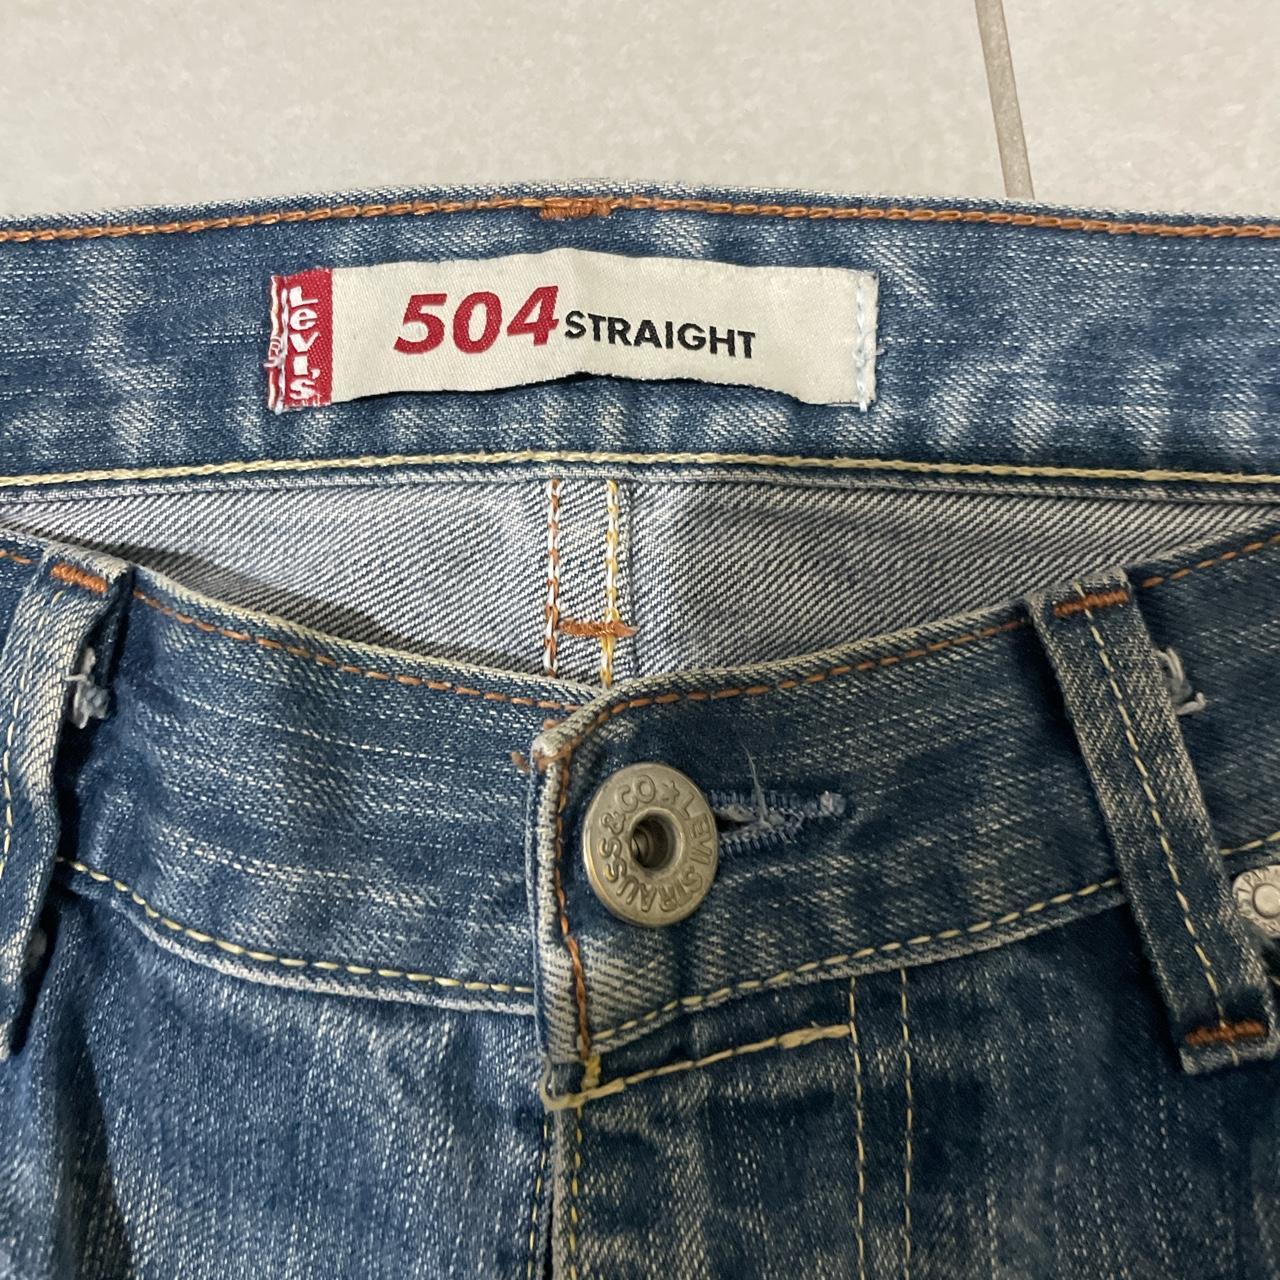 Levi's 504 STRAIGHT
LEVI STRAUSS & CO ★